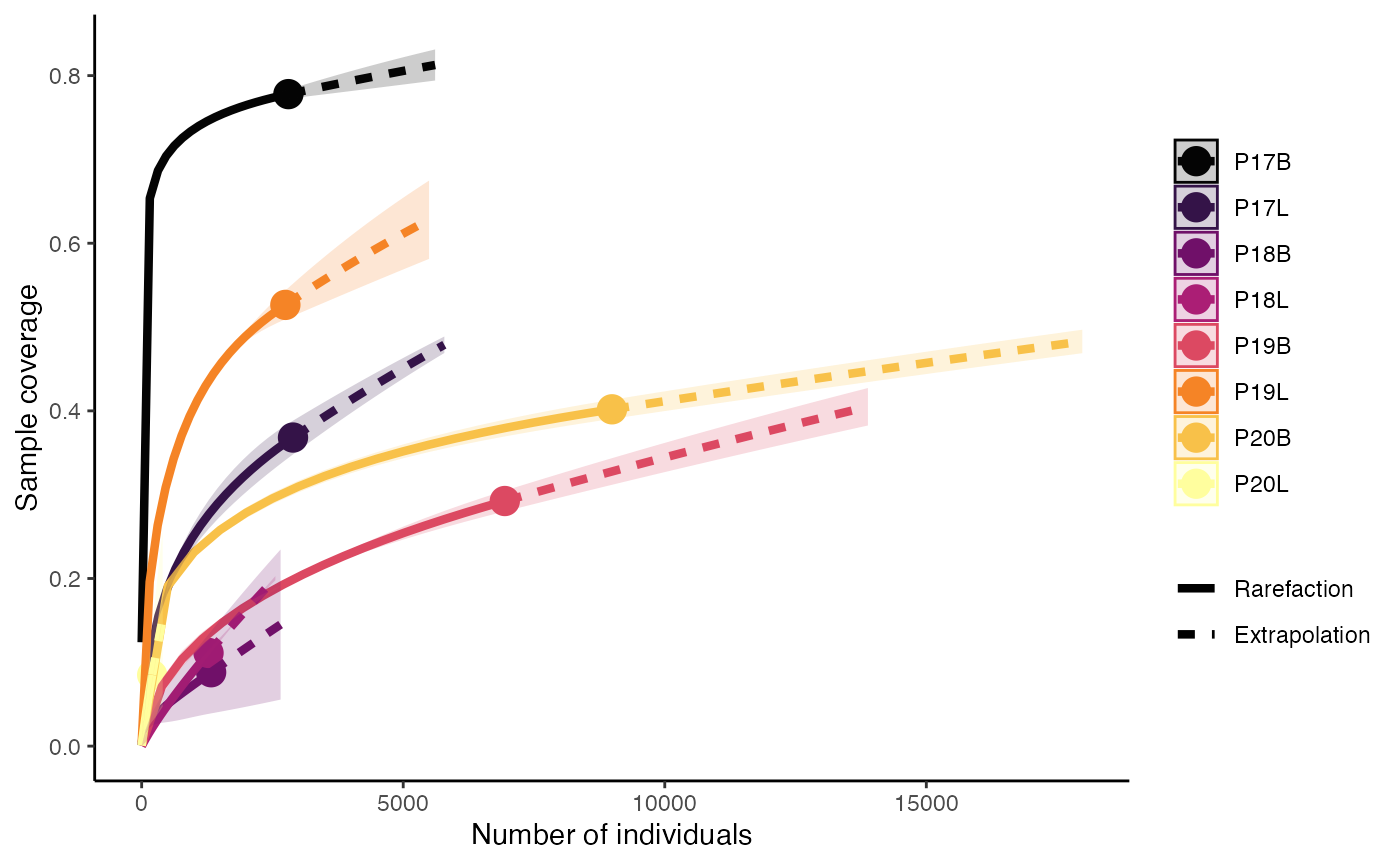 Sample coverage
0.8
0.6
0.4
0.2
0.0
0
5000
10000
15000
Number of individuals
P17B
P17L
P18B
P18L
P19B
P19L
P20B
P20L
Rarefaction
Extrapolation